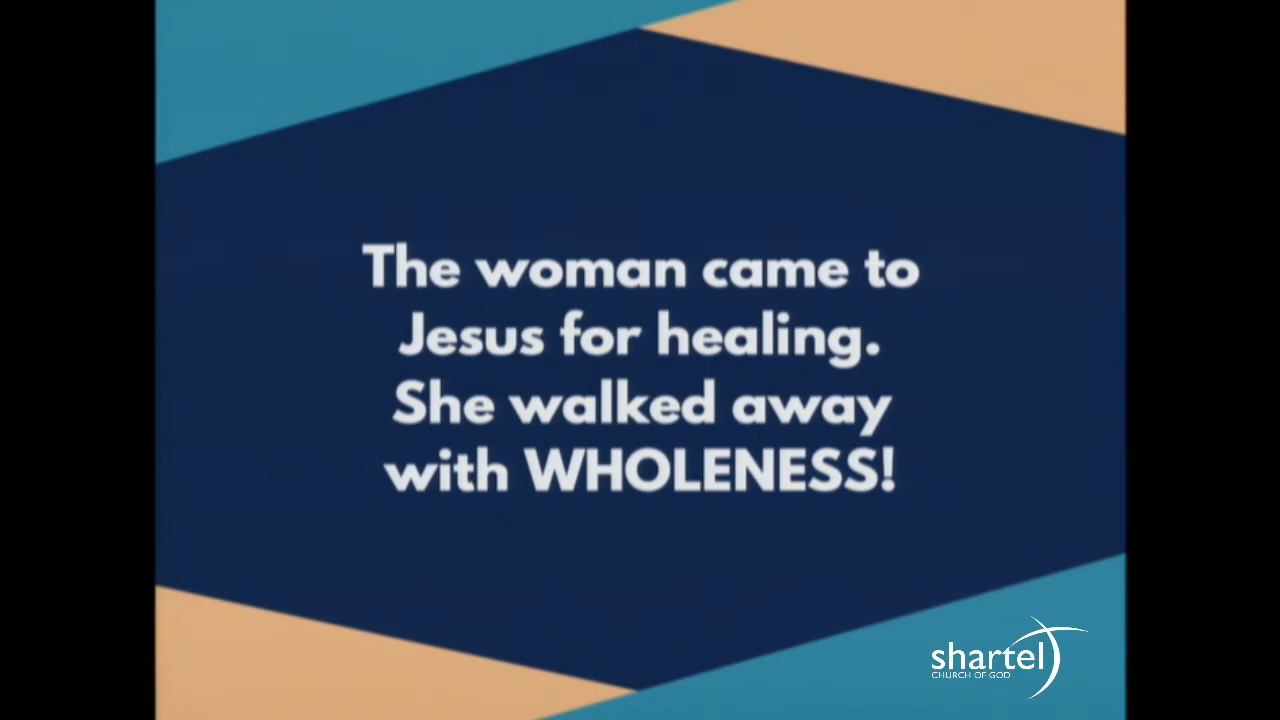 The woman came to
Jesus for healing.
She walked away
with WHOLENESS!
shartel
CHURCH OF GOD